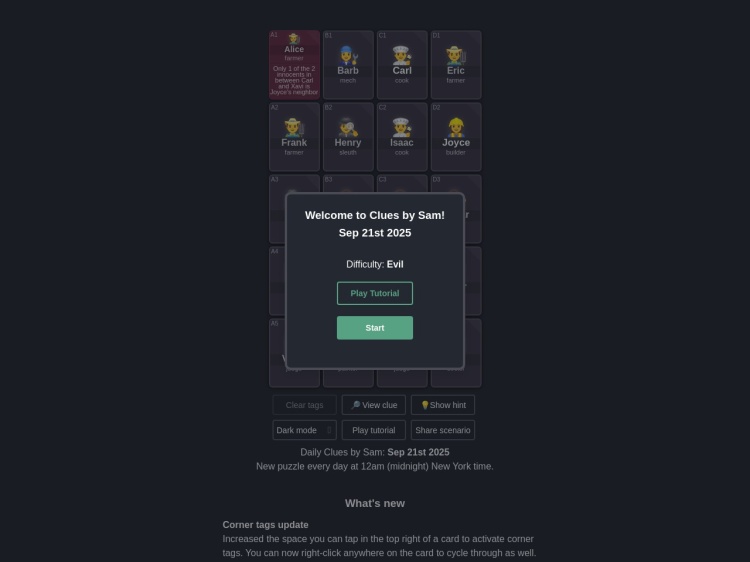 A1
Alice
farmer
Only 1 of the 2
innocents in
between Carl
and Xavi is
Joyce's neighbor
B1
Barb
mech
C1
Carl
cook
D1
Eric
farmer
A2
Frank
farmer
B2
Henry
sleuth
C2
Isaac
cook
D2
Joyce
builder
A3
B3
C3
D3
A4
A5
Welcome to Clues by Sam!
Sep 21st 2025
Difficulty: Evil
Play Tutorial
Start
Clear tags
🔎 View clue
💡Show hint
Dark mode
Play tutorial
Share scenario
Daily Clues by Sam: Sep 21st 2025
New puzzle every day at 12am (midnight) New York time.
What's new
Corner tags update
Increased the space you can tap in the top right of a card to activate corner
tags. You can now right-click anywhere on the card to cycle through as well.